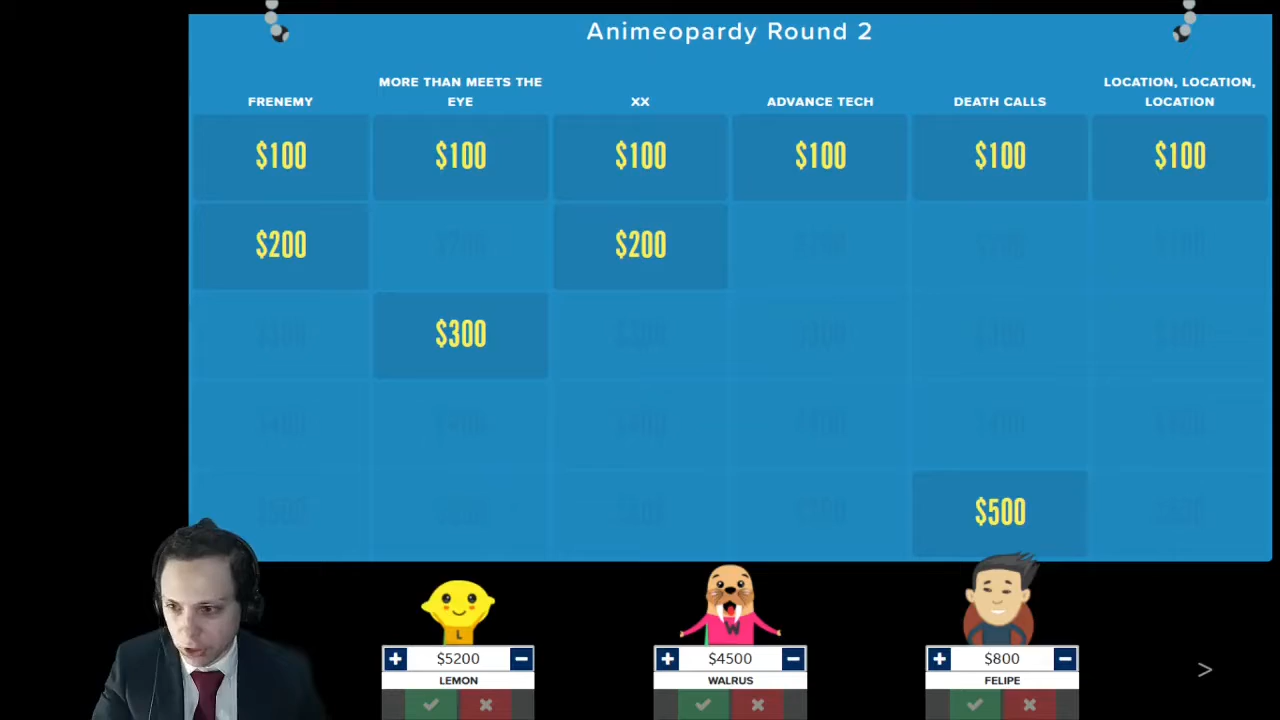 Animeopardy Round 2
FRENEMY
MORE THAN MEETS THE
EYE
XX
ADVANCE TECH
DEATH CALLS
LOCATION, LOCATION,
LOCATION
$100 $100 $100 $100 $100 $100
$200 $200
$300
$500
L
W
$5200
LEMON
$4500
WALRUS
$800
FELIPE